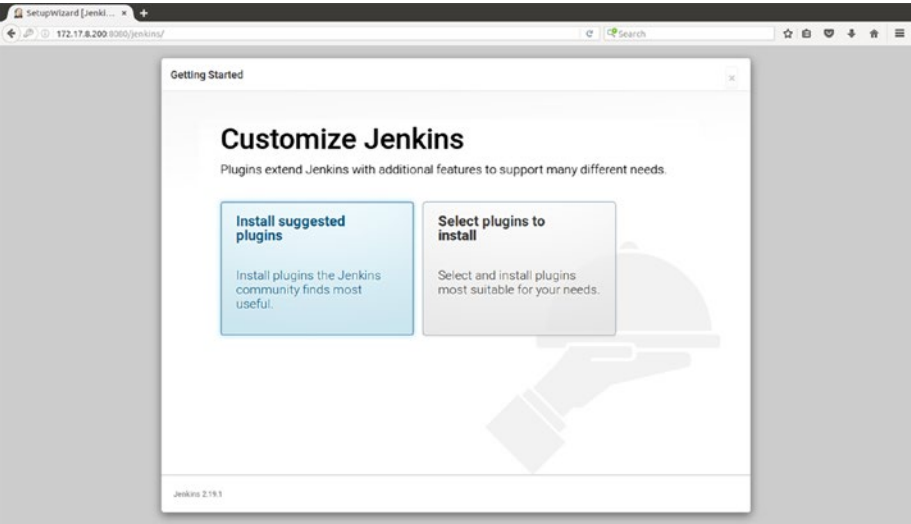 SetupWizard [Jenki...
172.17.8.200:8080/jenkins/
Search
Getting Started
Customize Jenkins
Plugins extend Jenkins with additional features to support many different needs.
Install suggested
plugins
Install plugins the Jenkins
community finds most
useful.
Select plugins to
install
Select and install plugins
most suitable for your needs.
Jenkins 2.19.1